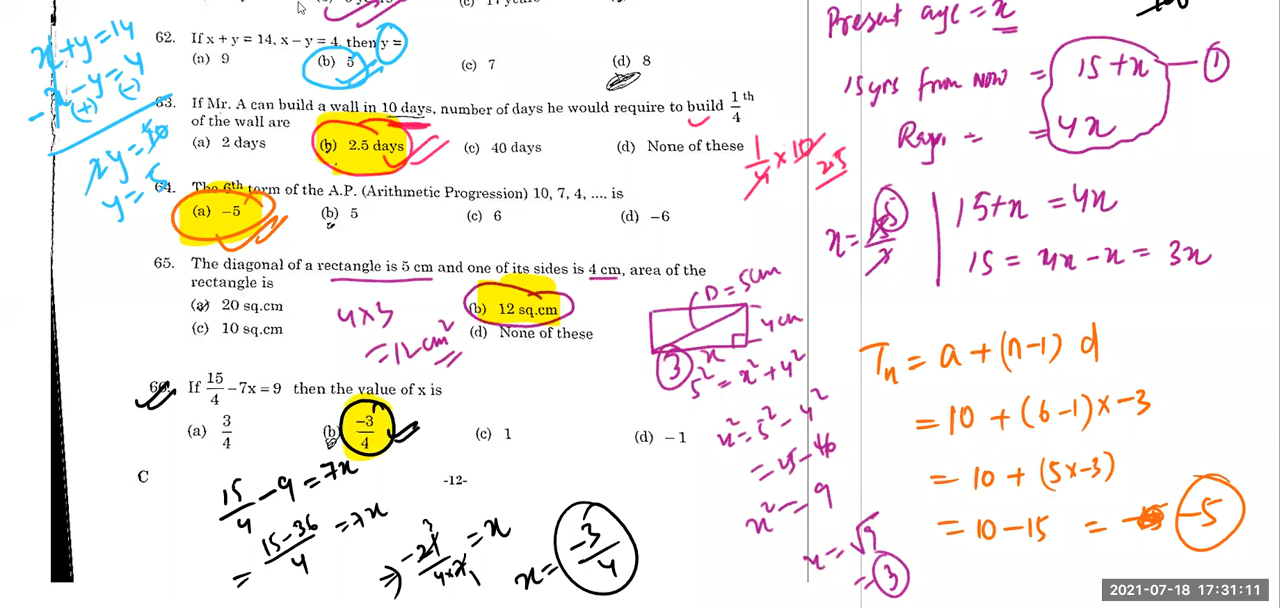 62. If x + y = 14, x − y = 4, then y =
(a) 9 (b) 5 (c) 7 (d) 8
63. If Mr. A can build a wall in 10 days, number of days he would require to build 1/4 th
of the wall are
(a) 2 days (b) 2.5 days (c) 40 days (d) None of these
64. The 6th term of the A.P. (Arithmetic Progression) 10, 7, 4, .... is
(a) −5 (b) 5 (c) 6 (d) −6
65. The diagonal of a rectangle is 5 cm and one of its sides is 4 cm, area of the
rectangle is
(a) 20 sq.cm (b) 12 sq.cm
(c) 10 sq.cm (d) None of these
66. If 15/4 − 7x = 9 then the value of x is
(a) 3/4 (b) −3/4 (c) 1 (d) −1
C -12-
x + y = 14
y = 5
1/4 × 10
2.5
4×3
= 12 cm²
D = 5cm
4cm
x
③
5² = x² + 4²
x² = 5² − 4²
x² = 9
x = √9
= ③
15/4 − 9 = 7x
= (15−36)/4 = 7x
⇒ −21/(4×7) = x
x = −3/4
Present age = x
15 yrs from now = 15 + x ①
= 4x
15 + x = 4x
15 = 4x − x = 3x
Tn = a + (n−1) d
= 10 + (6−1) × −3
= 10 + (5×−3)
= 10 − 15 = −5
2021-07-18 17:31:11